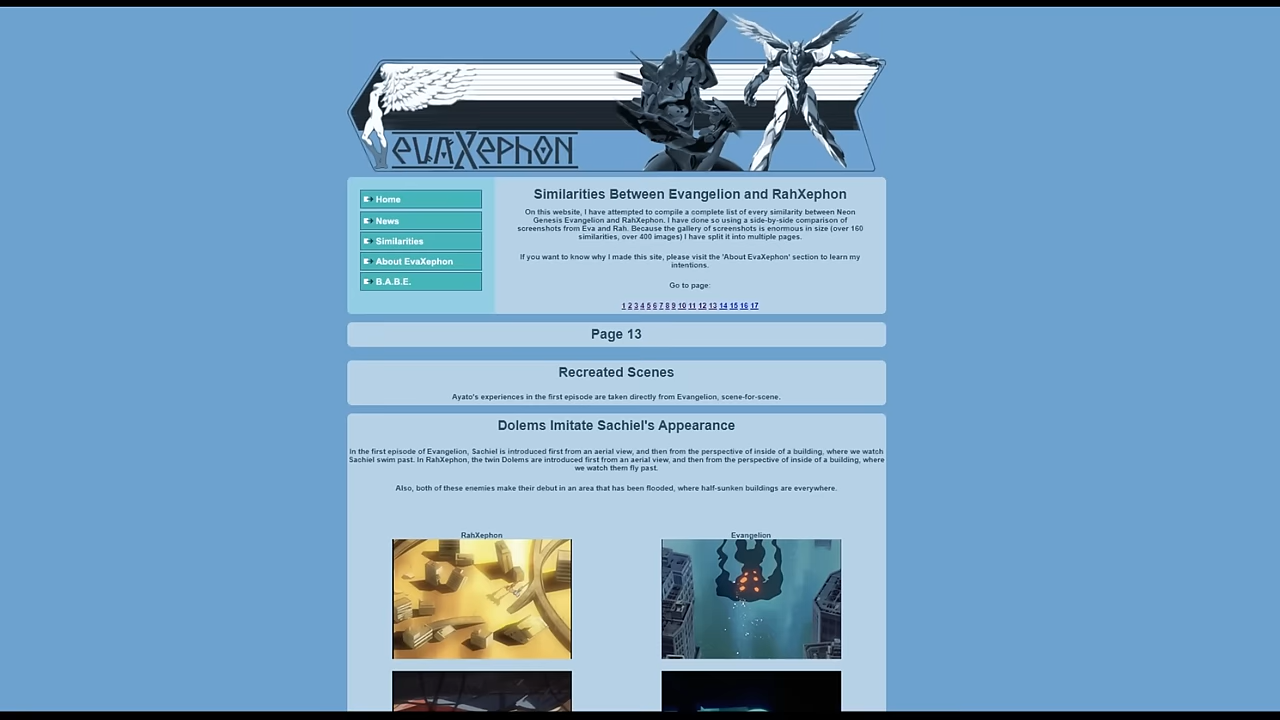 evaXephon
Home
News
Similarities
About EvaXephon
B.A.B.E.
Similarities Between Evangelion and RahXephon
On this website, I have attempted to compile a complete list of every similarity between Neon
Genesis Evangelion and RahXephon. I have done so using a side-by-side comparison of
screenshots from Eva and Rah. Because the gallery of screenshots is enormous in size (over 160
similarities, over 400 images) I have split it into multiple pages.
If you want to know why I made this site, please visit the 'About EvaXephon' section to learn my
intentions.
Go to page:
1 2 3 4 5 6 7 8 9 10 11 12 13 14 15 16 17
Page 13
Recreated Scenes
Ayato's experiences in the first episode are taken directly from Evangelion, scene-for-scene.
Dolems Imitate Sachiel's Appearance
In the first episode of Evangelion, Sachiel is introduced first from an aerial view, and then from the perspective of inside of a building, where we watch
Sachiel swim past. In RahXephon, the twin Dolems are introduced first from an aerial view, and then from the perspective of inside of a building, where
we watch them fly past.
Also, both of these enemies make their debut in an area that has been flooded, where half-sunken buildings are everywhere.
RahXephon
Evangelion